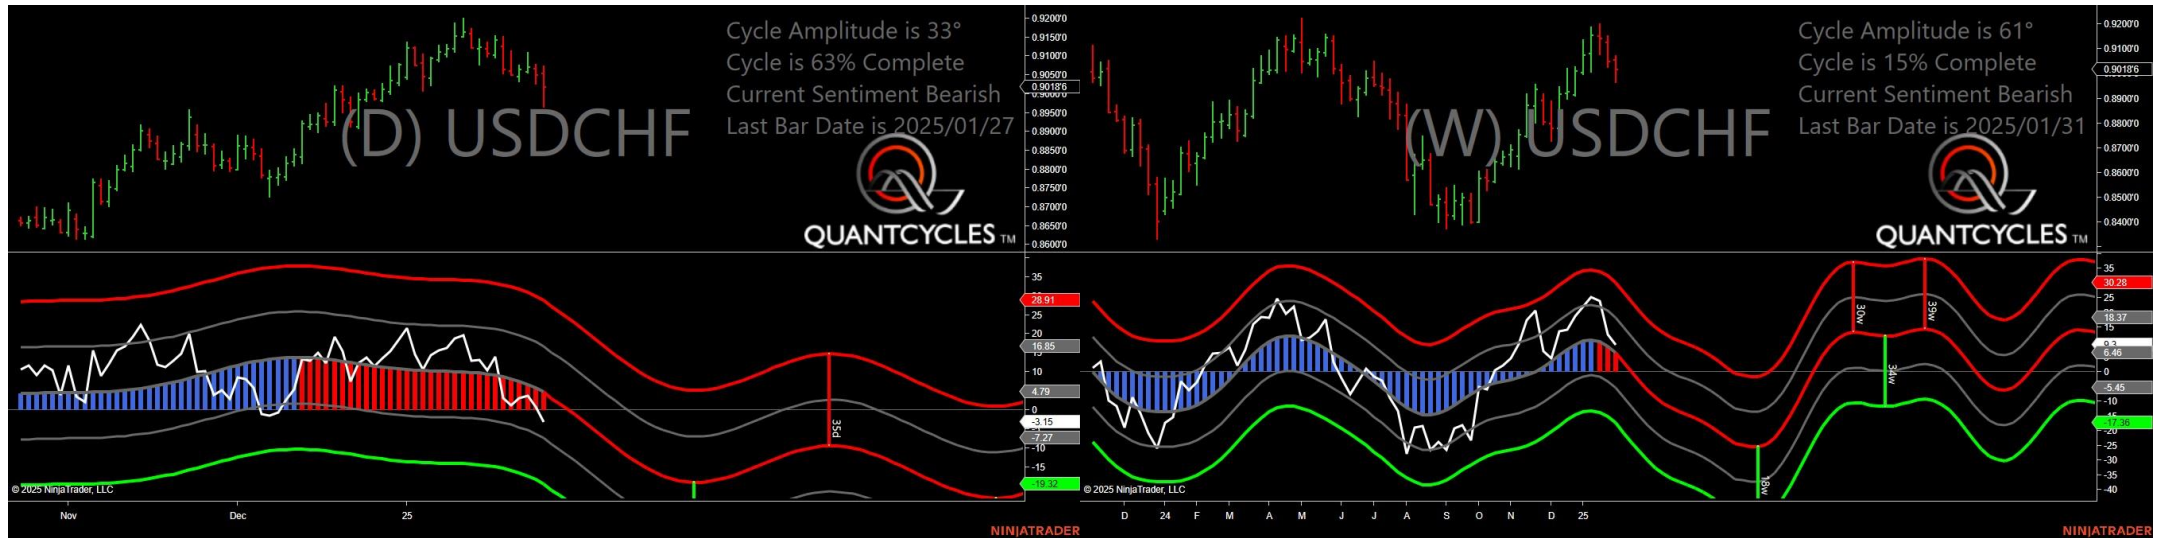 Cycle Amplitude is 33°
Cycle is 63% Complete
Current Sentiment Bearish
Last Bar Date is 2025/01/27
(D) USDCHF
QUANTCYCLES TM
0.9200'0
0.9150'0
0.9100'0
0.9050'0
0.9018'6
0.9000'0
0.8950'0
0.8900'0
0.8850'0
0.8800'0
0.8750'0
0.8700'0
0.8650'0
0.8600'0
35
28.91
25
20
16.85
15
10
4.79
0
-3.15
-7.27
-10
-15
-19.32
35d
© 2025 NinjaTrader, LLC
Nov
Dec
25
NINJATRADER
Cycle Amplitude is 61°
Cycle is 15% Complete
Current Sentiment Bearish
Last Bar Date is 2025/01/31
(W) USDCHF
QUANTCYCLES TM
0.9200'0
0.9100'0
0.9018'6
0.8900'0
0.8800'0
0.8700'0
0.8600'0
0.8500'0
0.8400'0
35
30.28
25
18.37
15
9.3
6.46
0
-5.45
-10
-15
-17.36
-20
-25
-30
-35
-40
18w
30w
34w
39w
© 2025 NinjaTrader, LLC
D
24
F
M
A
M
J
J
A
S
O
N
D
25
NINJATRADER